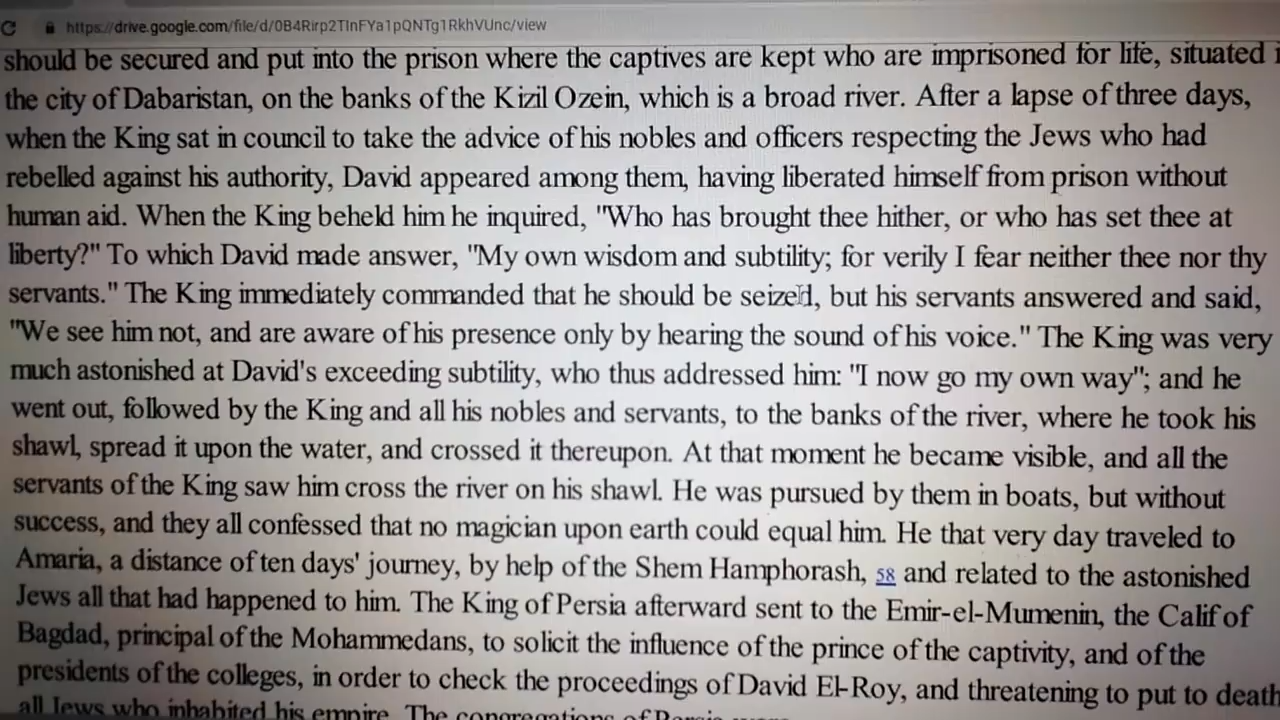 https://drive.google.com/file/d/0B4Rirp2TInFYa1pQNTg1RkhVUnc/view
should be secured and put into the prison where the captives are kept who are imprisoned for life, situated i
the city of Dabaristan, on the banks of the Kizil Ozein, which is a broad river. After a lapse of three days,
when the King sat in council to take the advice of his nobles and officers respecting the Jews who had
rebelled against his authority, David appeared among them, having liberated himself from prison without
human aid. When the King beheld him he inquired, "Who has brought thee hither, or who has set thee at
liberty?" To which David made answer, "My own wisdom and subtility; for verily I fear neither thee nor thy
servants." The King immediately commanded that he should be seized, but his servants answered and said,
"We see him not, and are aware of his presence only by hearing the sound of his voice." The King was very
much astonished at David's exceeding subtility, who thus addressed him: "I now go my own way"; and he
went out, followed by the King and all his nobles and servants, to the banks of the river, where he took his
shawl, spread it upon the water, and crossed it thereupon. At that moment he became visible, and all the
servants of the King saw him cross the river on his shawl. He was pursued by them in boats, but without
success, and they all confessed that no magician upon earth could equal him. He that very day traveled to
Amaria, a distance of ten days' journey, by help of the Shem Hamphorash, 58 and related to the astonished
Jews all that had happened to him. The King of Persia afterward sent to the Emir-el-Mumenin, the Calif of
Bagdad, principal of the Mohammedans, to solicit the influence of the prince of the captivity, and of the
presidents of the colleges, in order to check the proceedings of David El-Roy, and threatening to put to death
all Jews who inhabited his empire. The congregations of Persia were